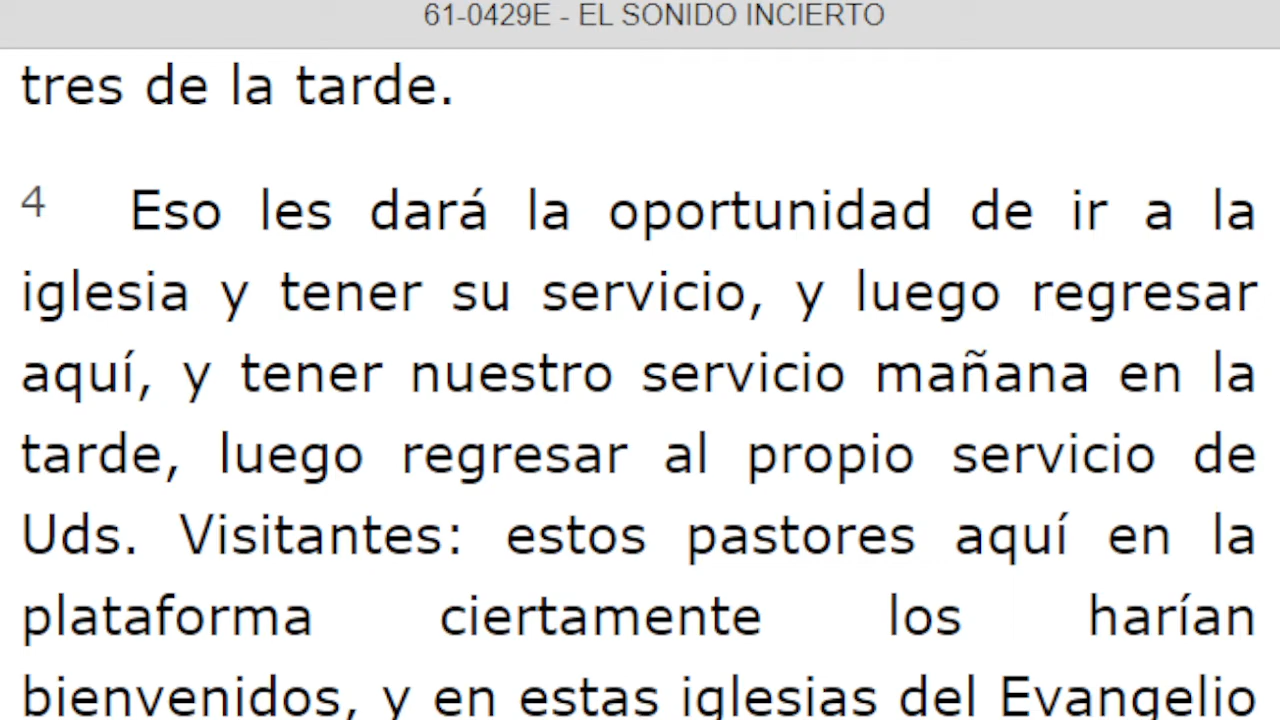 61-0429E - EL SONIDO INCIERTO
tres de la tarde.
4 Eso les dará la oportunidad de ir a la
iglesia y tener su servicio, y luego regresar
aquí, y tener nuestro servicio mañana en la
tarde, luego regresar al propio servicio de
Uds. Visitantes: estos pastores aquí en la
plataforma ciertamente los harían
bienvenidos, y en estas iglesias del Evangelio